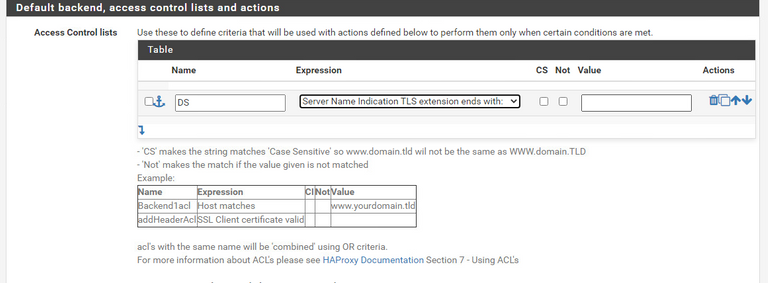 Default backend, access control lists and actions
Access Control lists
Use these to define criteria that will be used with actions defined below to perform them only when certain conditions are met.
Table
Name Expression CS Not Value Actions
DS Server Name Indication TLS extension ends with:
- 'CS' makes the string matches 'Case Sensitive' so www.domain.tld wil not be the same as WWW.domain.TLD
- 'Not' makes the match if the value given is not matched
Example:
Name Expression CI Not Value
Backend1acl Host matches www.yourdomain.tld
addHeaderAcl SSL Client certificate valid
acl's with the same name will be 'combined' using OR criteria.
For more information about ACL's please see HAProxy Documentation Section 7 - Using ACL's